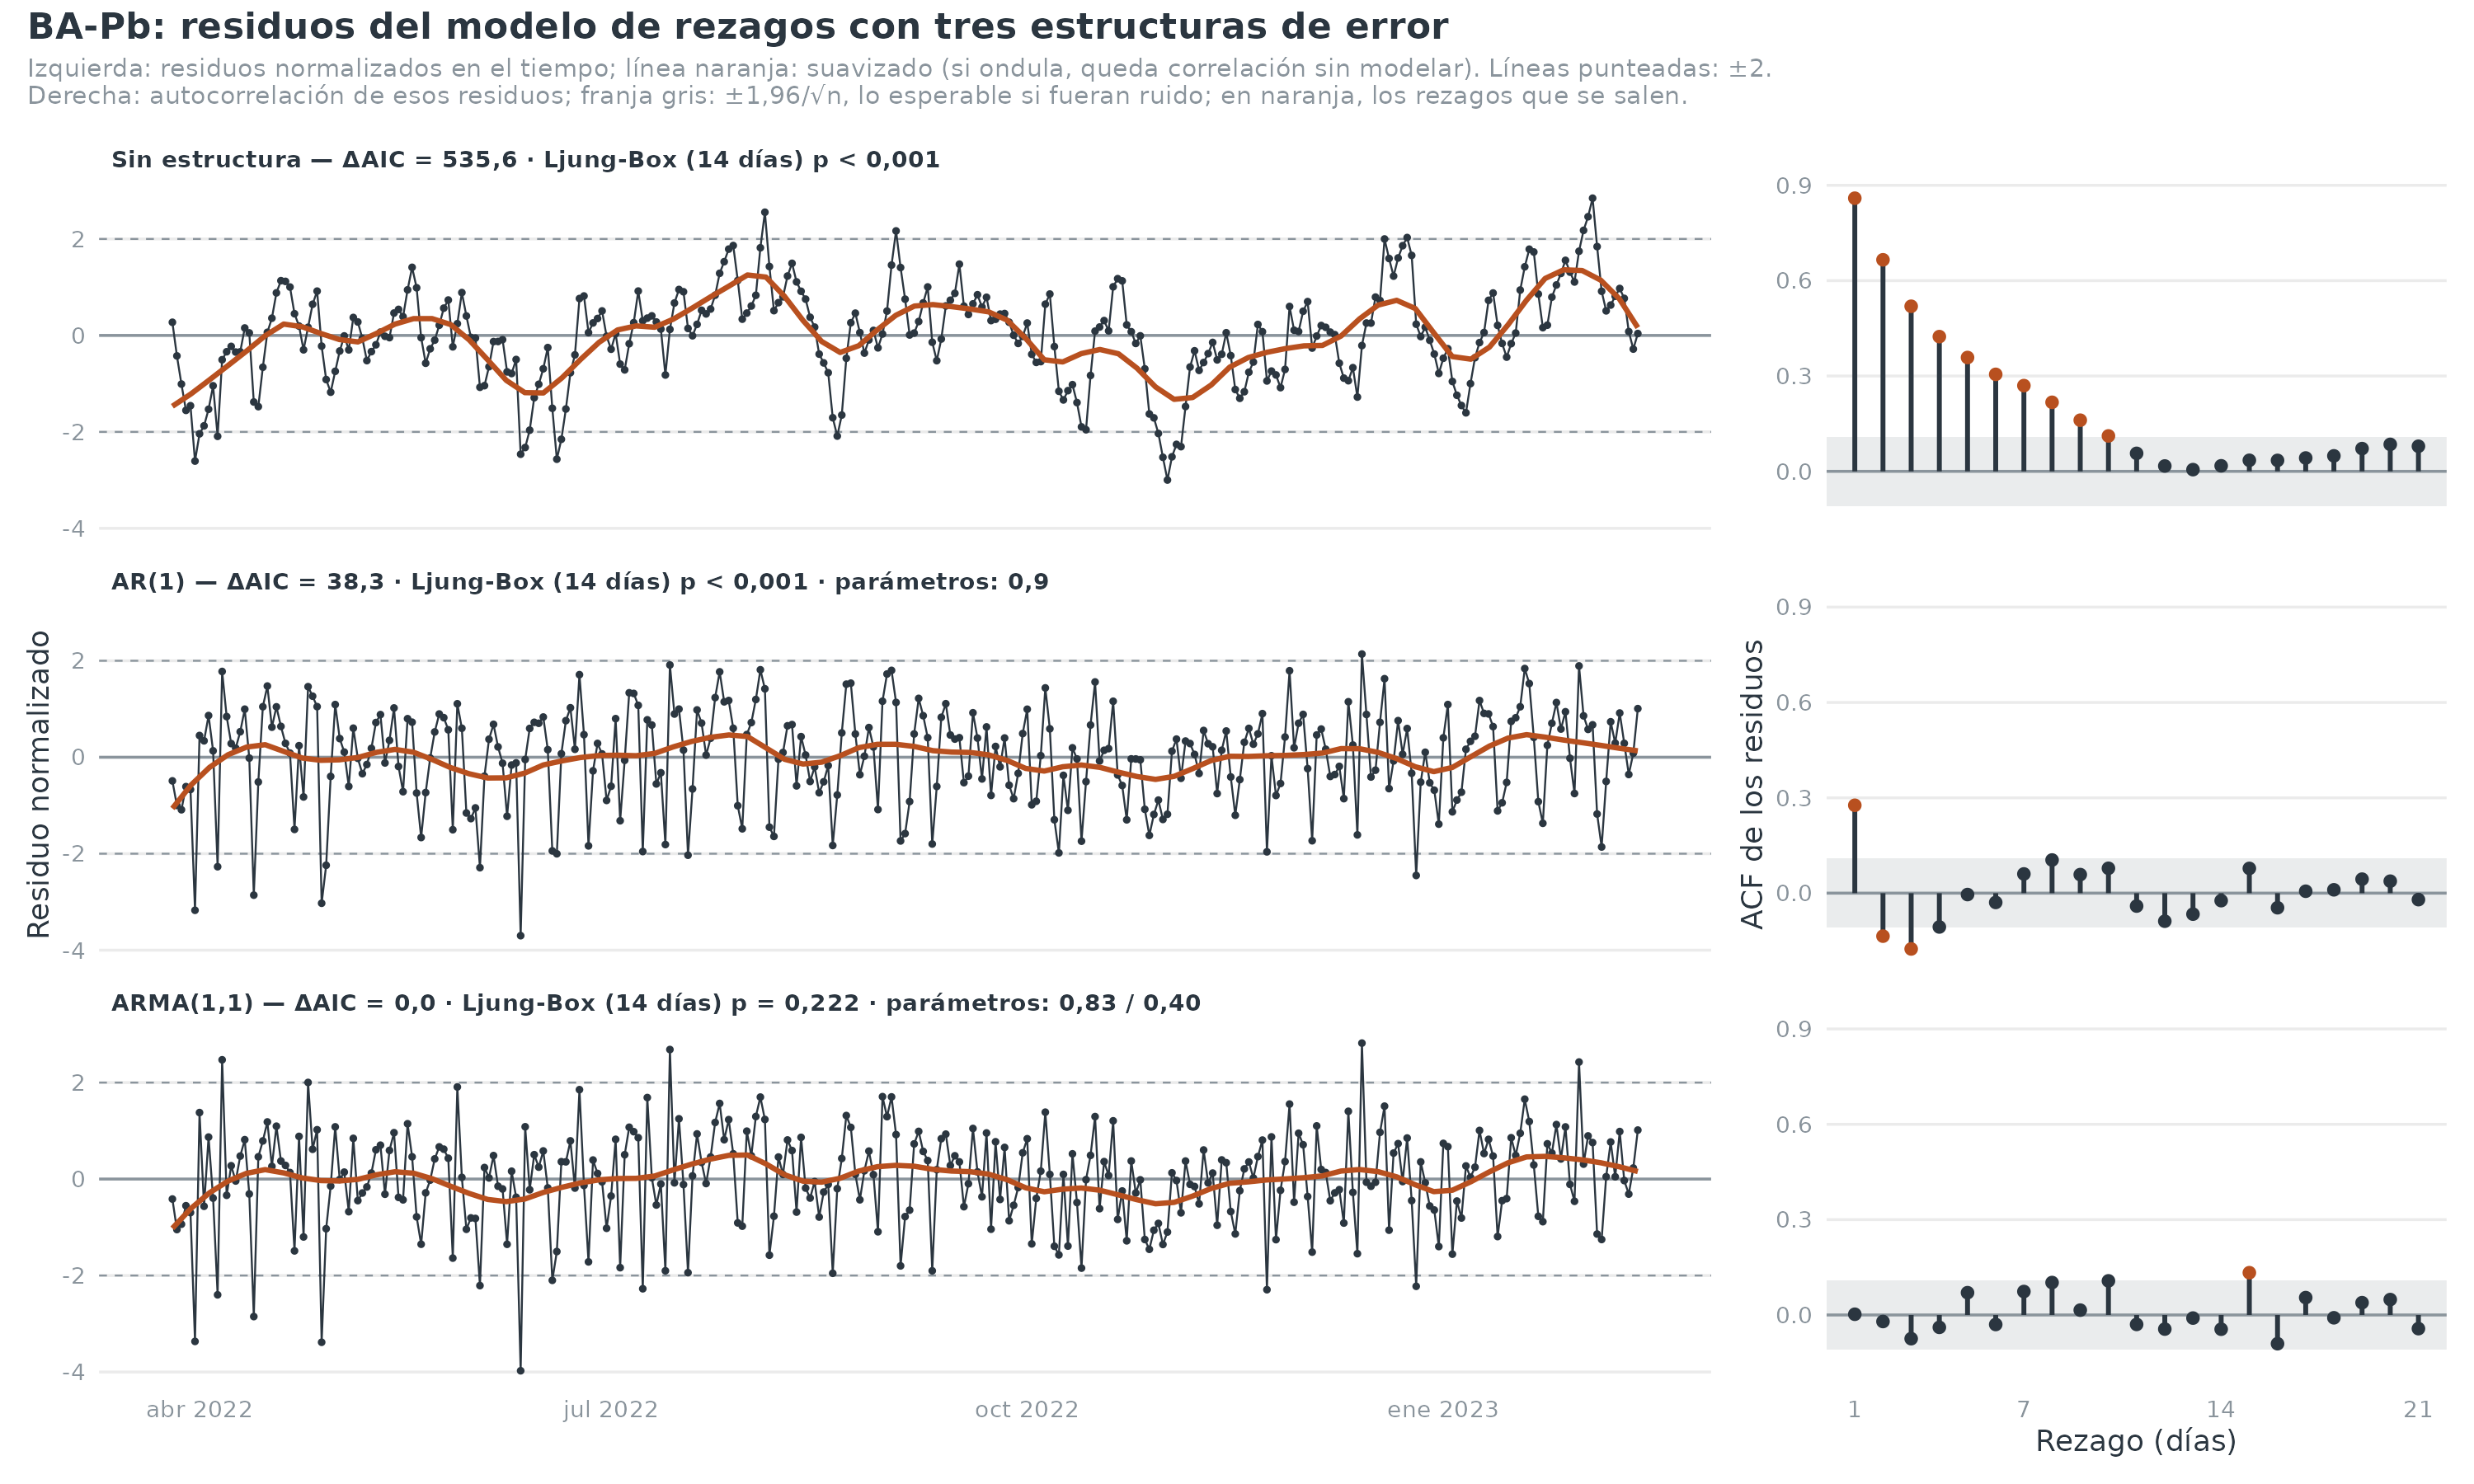 BA-Pb: residuos del modelo de rezagos con tres estructuras de error
Izquierda: residuos normalizados en el tiempo; línea naranja: suavizado (si ondula, queda correlación sin modelar). Líneas punteadas: ±2.
Derecha: autocorrelación de esos residuos; franja gris: ±1,96/√n, lo esperable si fueran ruido; en naranja, los rezagos que se salen.
Sin estructura — ΔAIC = 535,6 · Ljung-Box (14 días) p < 0,001
2
0
-2
-4
0.9
0.6
0.3
0.0
AR(1) — ΔAIC = 38,3 · Ljung-Box (14 días) p < 0,001 · parámetros: 0,9
Residuo normalizado
2
0
-2
-4
ACF de los residuos
0.9
0.6
0.3
0.0
ARMA(1,1) — ΔAIC = 0,0 · Ljung-Box (14 días) p = 0,222 · parámetros: 0,83 / 0,40
2
0
-2
-4
0.9
0.6
0.3
0.0
abr 2022
jul 2022
oct 2022
ene 2023
1
7
14
21
Rezago (días)